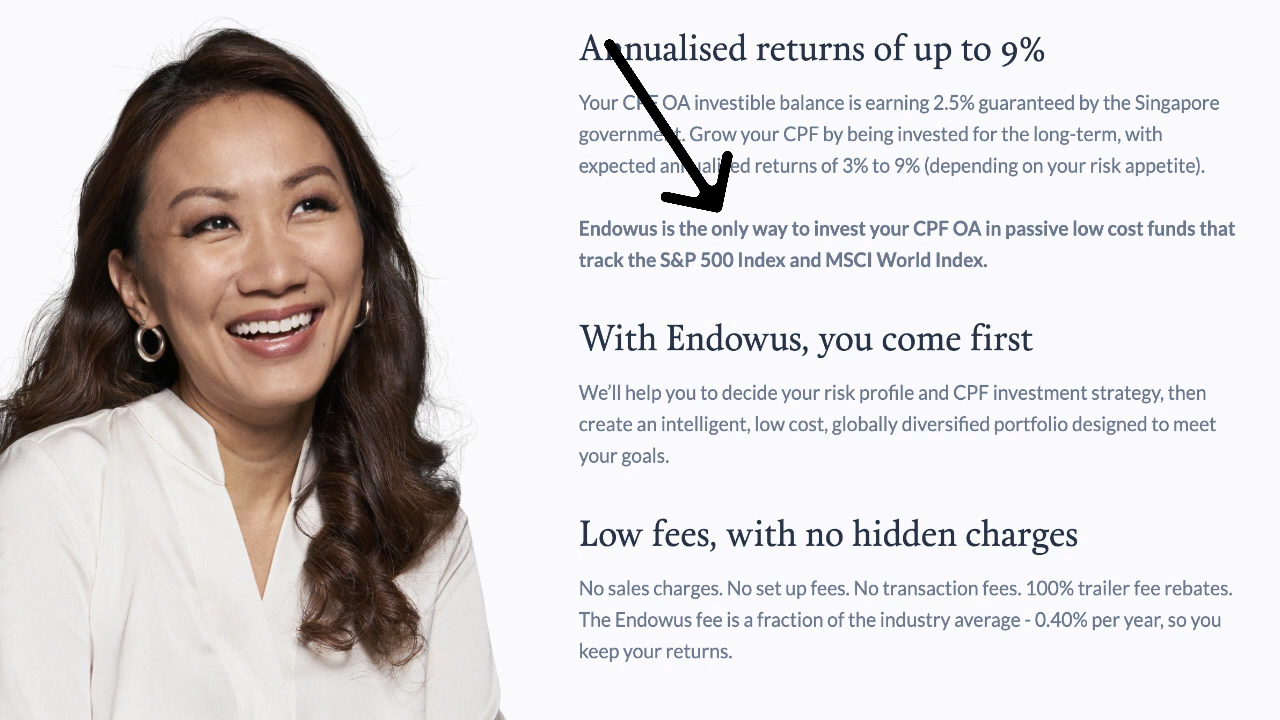 Annualised returns of up to 9%
Your CPF OA investible balance is earning 2.5% guaranteed by the Singapore
government. Grow your CPF by being invested for the long-term, with
expected annualised returns of 3% to 9% (depending on your risk appetite).
Endowus is the only way to invest your CPF OA in passive low cost funds that
track the S&P 500 Index and MSCI World Index.
With Endowus, you come first
We’ll help you to decide your risk profile and CPF investment strategy, then
create an intelligent, low cost, globally diversified portfolio designed to meet
your goals.
Low fees, with no hidden charges
No sales charges. No set up fees. No transaction fees. 100% trailer fee rebates.
The Endowus fee is a fraction of the industry average - 0.40% per year, so you
keep your returns.